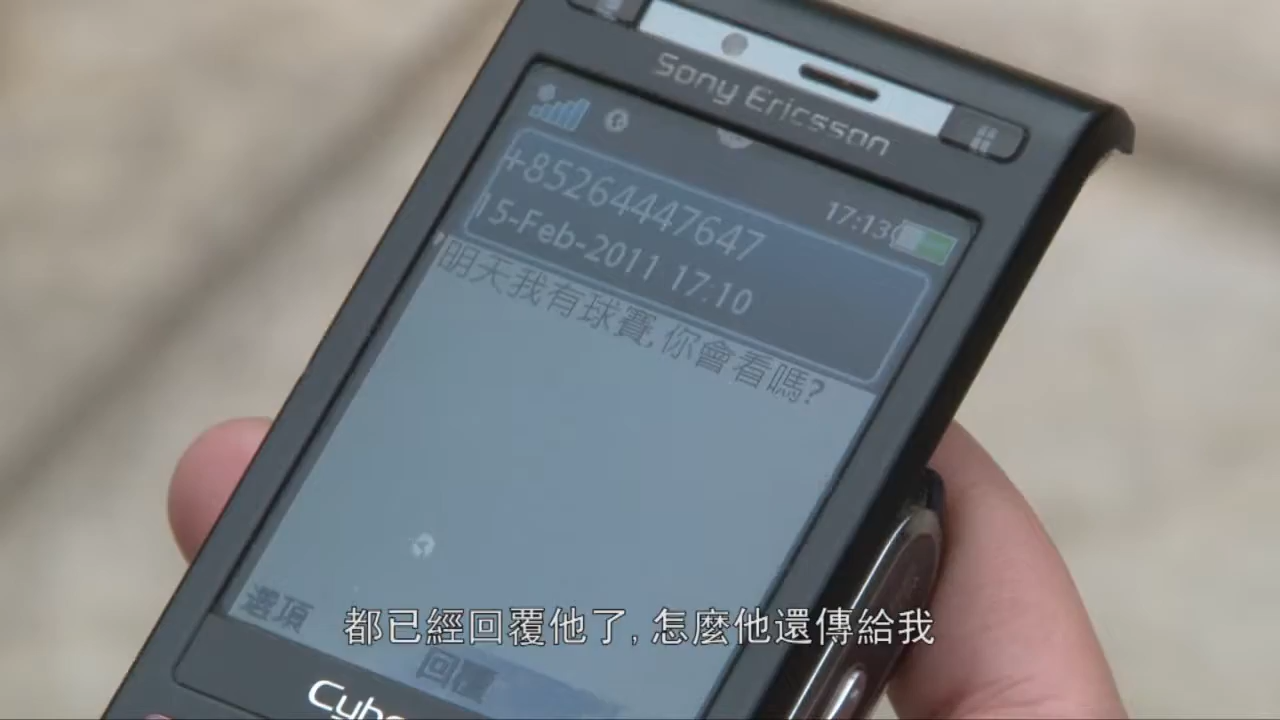 Sony Ericsson
17:13
+85264447647
15-Feb-2011 17:10
明天我有球賽,你會看嗎?
選項
回覆
都已經回覆他了,怎麼他還傳給我
Cybe